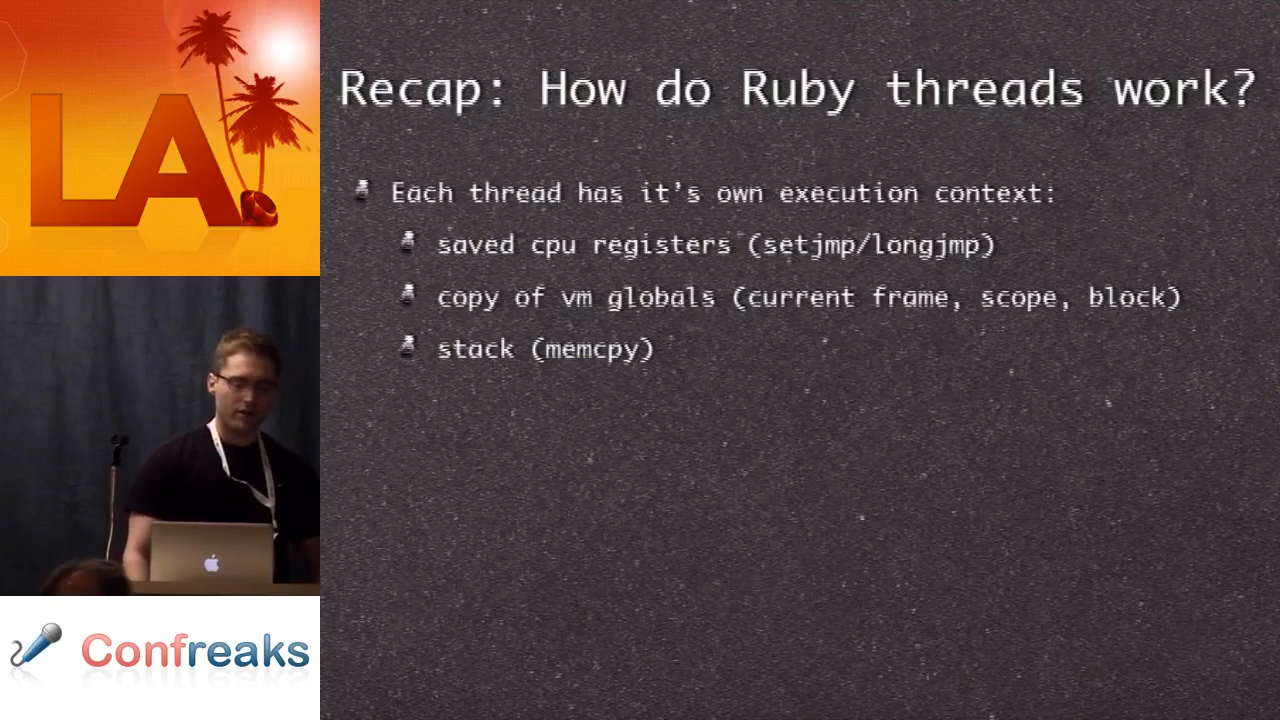 LA
Recap: How do Ruby threads work?
Each thread has it's own execution context:
saved cpu registers (setjmp/longjmp)
copy of vm globals (current frame, scope, block)
stack (memcpy)
Confreaks